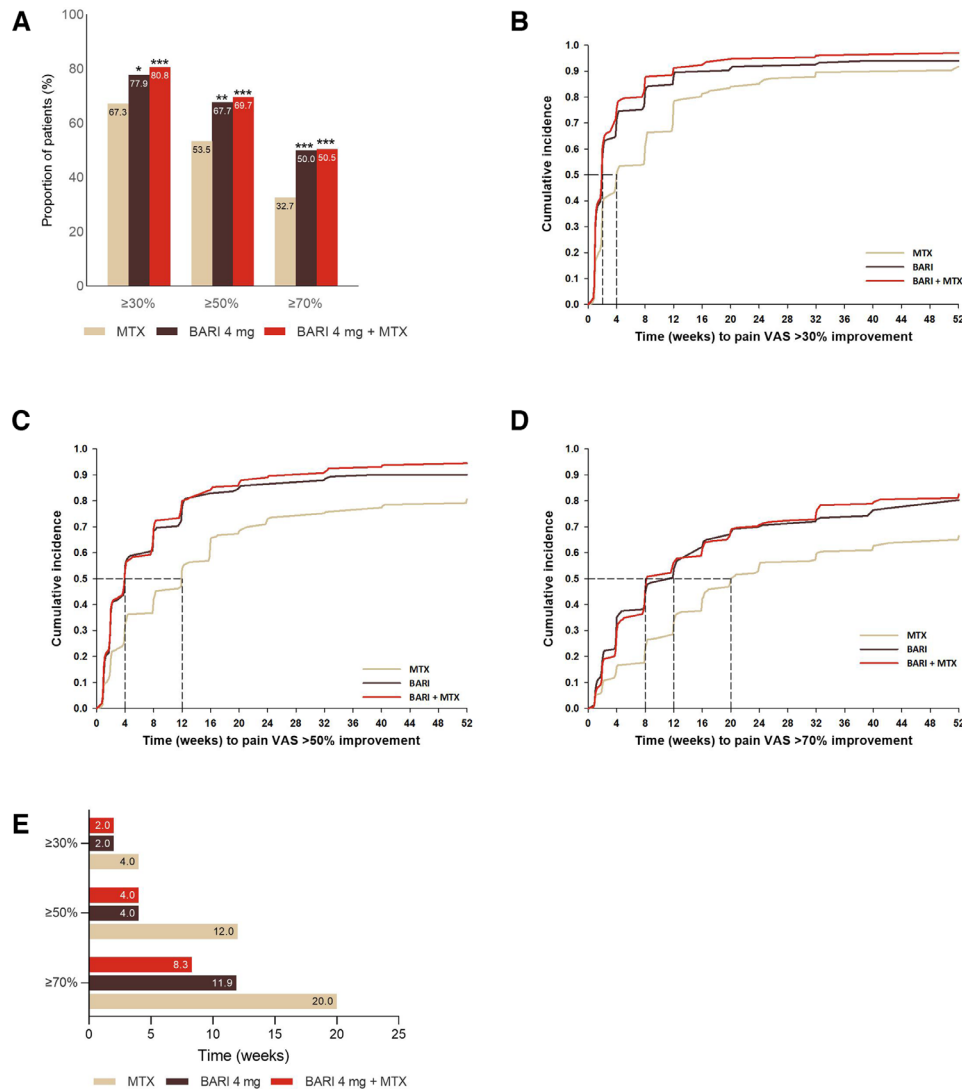 A
100
80
60
40
20
0
Proportion of patients (%)
67.3
*
77.9
***
80.8
53.5
**
67.7
***
69.7
32.7
***
50.0
***
50.5
≥30%
≥50%
≥70%
MTX BARI 4 mg BARI 4 mg + MTX
B
1.0
0.9
0.8
0.7
0.6
0.5
0.4
0.3
0.2
0.1
0.0
Cumulative incidence
MTX
BARI
BARI + MTX
0 4 8 12 16 20 24 28 32 36 40 44 48 52
Time (weeks) to pain VAS >30% improvement
C
1.0
0.9
0.8
0.7
0.6
0.5
0.4
0.3
0.2
0.1
0.0
Cumulative incidence
MTX
BARI
BARI + MTX
0 4 8 12 16 20 24 28 32 36 40 44 48 52
Time (weeks) to pain VAS >50% improvement
D
1.0
0.9
0.8
0.7
0.6
0.5
0.4
0.3
0.2
0.1
0.0
Cumulative incidence
MTX
BARI
BARI + MTX
0 4 8 12 16 20 24 28 32 36 40 44 48 52
Time (weeks) to pain VAS >70% improvement
E
≥30%
2.0
2.0
4.0
≥50%
4.0
4.0
12.0
≥70%
8.3
11.9
20.0
0 5 10 15 20 25
Time (weeks)
MTX BARI 4 mg BARI 4 mg + MTX